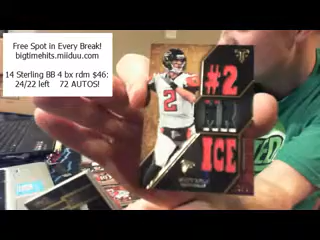 Free Spot in Every Break!
bigtimehits.miiduu.com
14 Sterling BB 4 bx rdm $46:
24/22 left 72 AUTOS!
#2
2
ICE